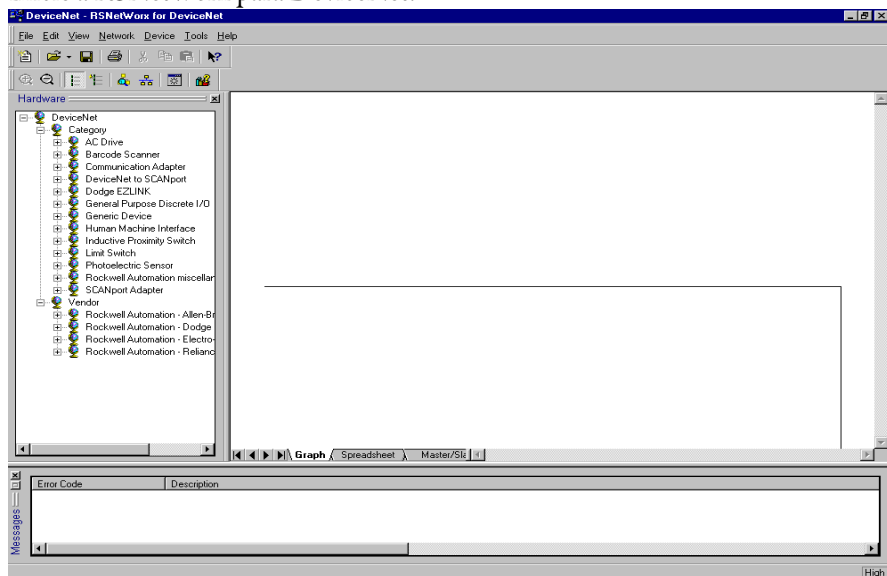 DeviceNet - RSNetWorx for DeviceNet
File Edit View Network Device Tools Help
Hardware
DeviceNet
Category
AC Drive
Barcode Scanner
Communication Adapter
DeviceNet to SCANport
Dodge EZLINK
General Purpose Discrete I/O
Generic Device
Human Machine Interface
Inductive Proximity Switch
Limit Switch
Photoelectric Sensor
Rockwell Automation miscellar
SCANport Adapter
Vendor
Rockwell Automation - Allen-Br
Rockwell Automation - Dodge
Rockwell Automation - Electro-
Rockwell Automation - Relianc
Graph Spreadsheet Master/Sla
Messages
Error Code Description
High